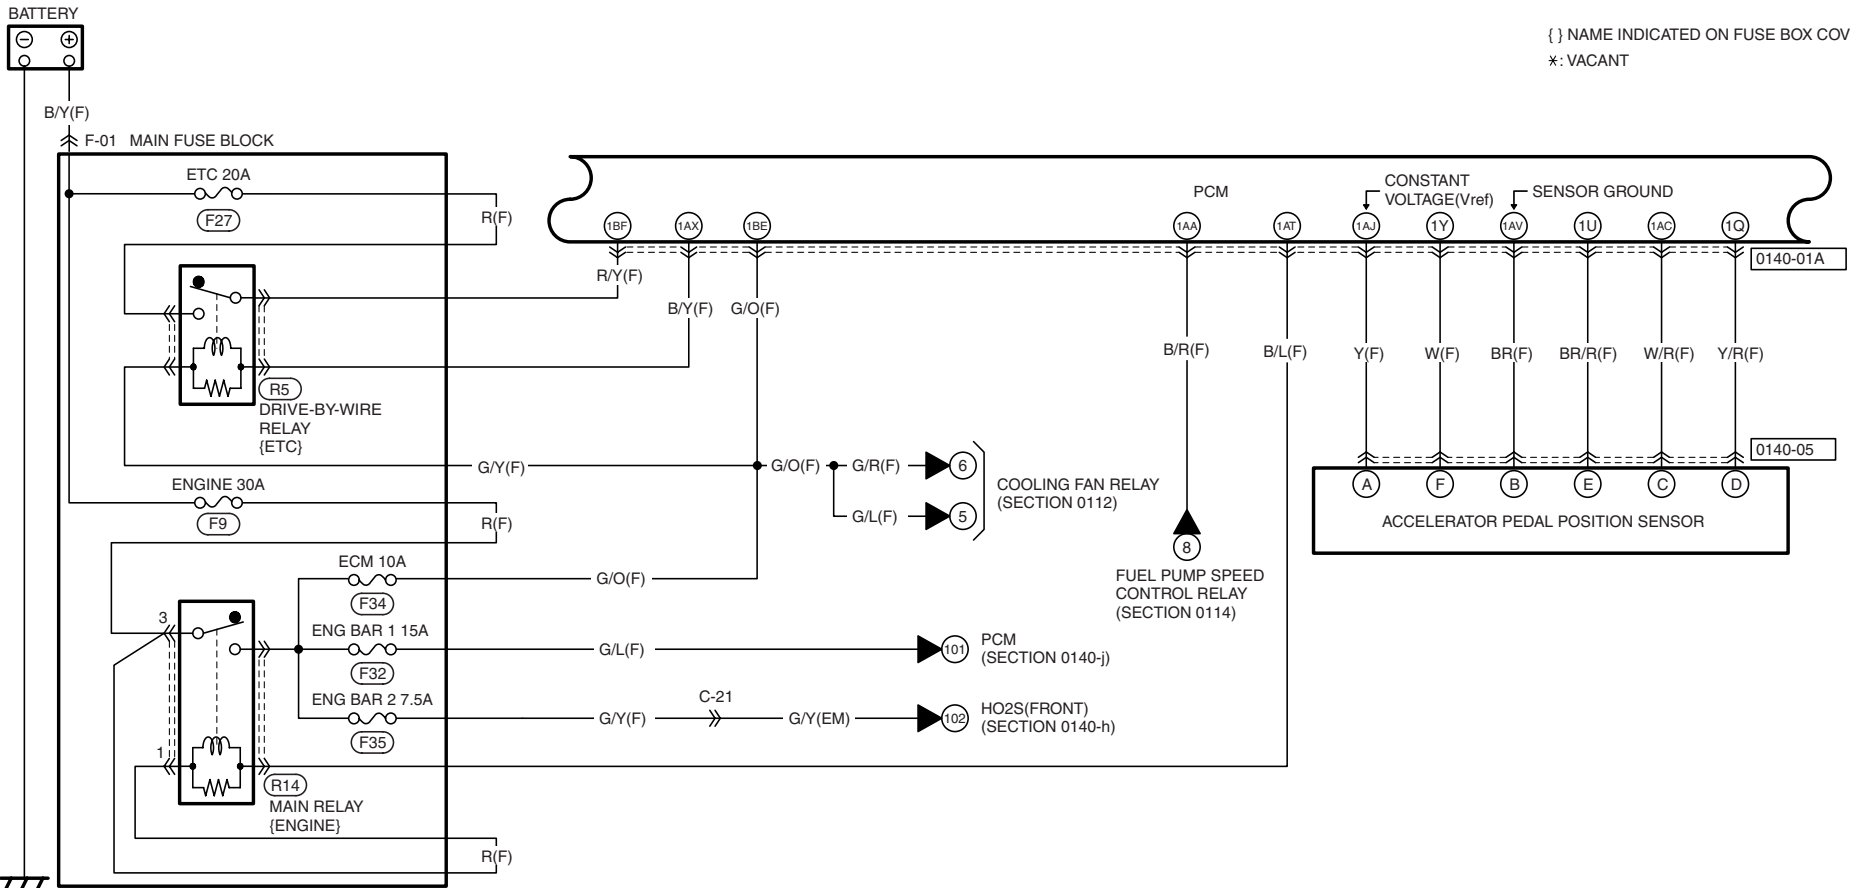 BATTERY
B/Y(F)
F-01 MAIN FUSE BLOCK
{ } NAME INDICATED ON FUSE BOX COV
*: VACANT
ETC 20A
F27
R(F)
PCM
CONSTANT
VOLTAGE(Vref)
SENSOR GROUND
1BF
1AX
1BE
1AA
1AT
1AJ
1Y
1AV
1U
1AC
1Q
0140-01A
R/Y(F)
B/Y(F)
G/O(F)
B/R(F)
B/L(F)
Y(F)
W(F)
BR(F)
BR/R(F)
W/R(F)
Y/R(F)
R5
DRIVE-BY-WIRE
RELAY
{ETC}
G/Y(F)
G/O(F)
G/R(F)
6
G/L(F)
5
COOLING FAN RELAY
(SECTION 0112)
0140-05
A
F
B
E
C
D
ACCELERATOR PEDAL POSITION SENSOR
ENGINE 30A
F9
R(F)
8
FUEL PUMP SPEED
CONTROL RELAY
(SECTION 0114)
ECM 10A
F34
G/O(F)
3
ENG BAR 1 15A
F32
G/L(F)
101
PCM
(SECTION 0140-j)
ENG BAR 2 7.5A
F35
G/Y(F)
C-21
G/Y(EM)
102
HO2S(FRONT)
(SECTION 0140-h)
1
R14
MAIN RELAY
{ENGINE}
R(F)